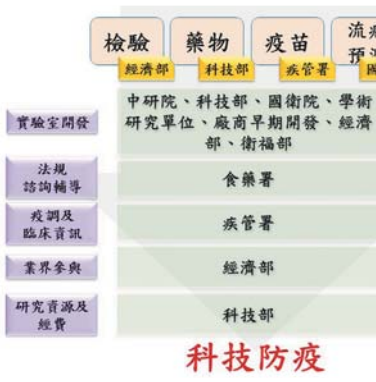 檢驗 藥物 疫苗 流
預
經濟部 科技部 疾管署 國
實驗室開發
中研院、科技部、國衛院、學術
研究單位、廠商早期開發、經濟
部、衛福部
法規
諮詢輔導
食藥署
疫調及
臨床資訊
疾管署
業界參與
經濟部
研究資源及
經費
科技部
科技防疫